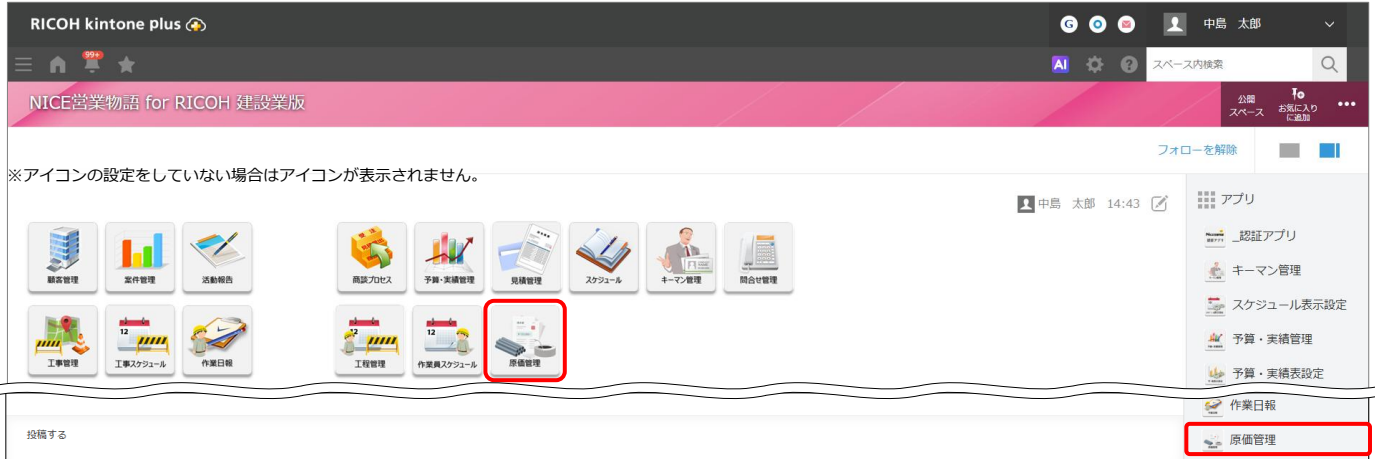 RICOH kintone plus
G
中島 太郎
99+
AI
スペース内検索
NICE営業物語 for RICOH 建設業版
公開
スペース
お気に入り
に追加
フォローを解除
※アイコンの設定をしていない場合はアイコンが表示されません。
中島 太郎 14:43
アプリ
顧客管理 案件管理 活動報告 商談プロセス 予算・実績管理 見積管理 スケジュール キーマン管理 問合せ管理
工事管理 工事スケジュール 作業日報 工程管理 作業員スケジュール 原価管理
_認証アプリ
キーマン管理
スケジュール表示設定
予算・実績管理
予算・実績表設定
作業日報
原価管理
投稿する